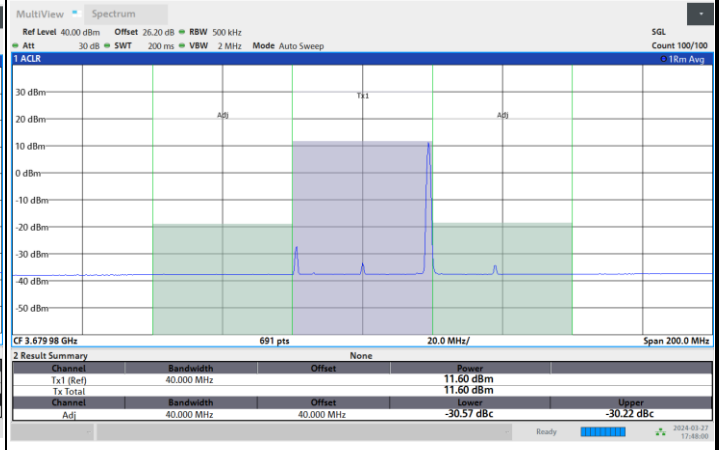 MultiView Spectrum
Ref Level 40.00 dBm Offset 26.20 dB RBW 500 kHz SGL
Att 30 dB SWT 200 ms VBW 2 MHz Mode Auto Sweep Count 100/100
1 ACLR 1Rm Avg
30 dBm
Tx1
20 dBm
Adj Adj
10 dBm
0 dBm
-10 dBm
-20 dBm
-30 dBm
-40 dBm
-50 dBm
CF 3.679 98 GHz 691 pts 20.0 MHz/ Span 200.0 MHz
2 Result Summary None
Channel Bandwidth Offset Power
Tx1 (Ref) 40.000 MHz 11.60 dBm
Tx Total 11.60 dBm
Channel Bandwidth Offset Lower Upper
Adj 40.000 MHz 40.000 MHz -30.57 dBc -30.22 dBc
Ready 2024-03-27
17:48:00